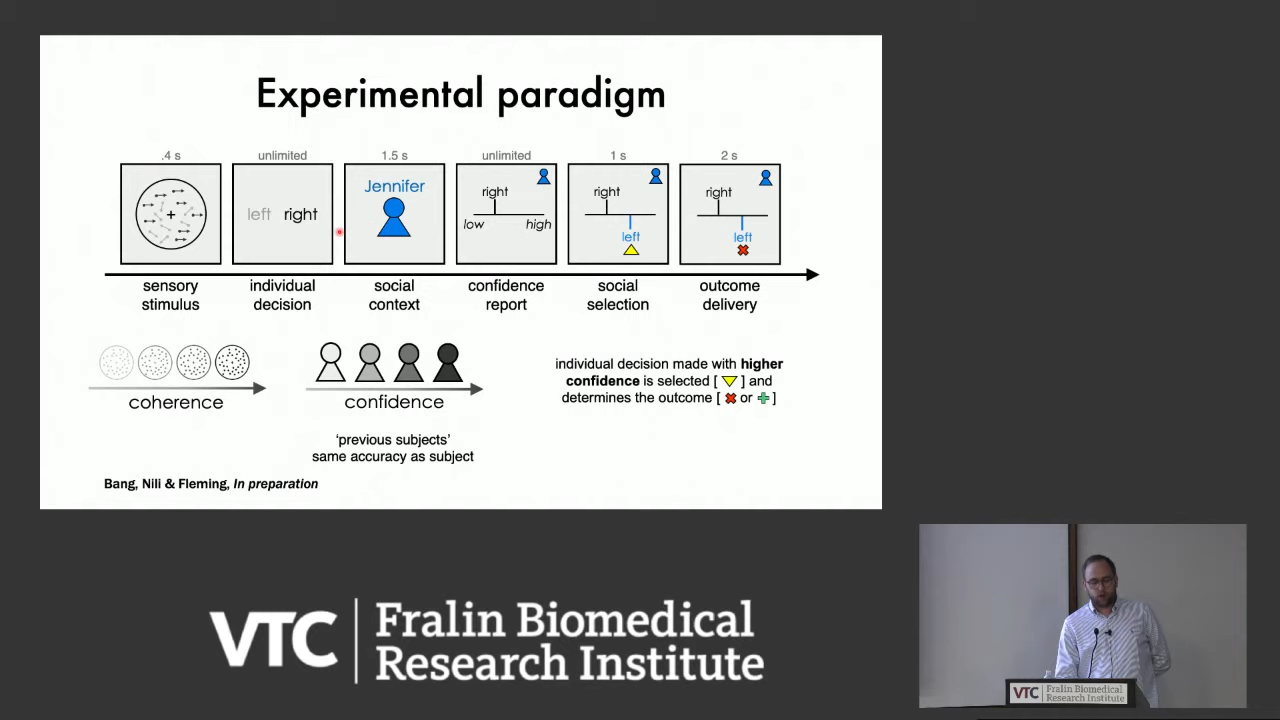 Experimental paradigm
.4 s
unlimited
1.5 s
unlimited
1 s
2 s
left right
Jennifer
right
low
high
right
left
right
left
sensory
stimulus
individual
decision
social
context
confidence
report
social
selection
outcome
delivery
coherence
confidence
'previous subjects'
same accuracy as subject
individual decision made with higher
confidence is selected [ ] and
determines the outcome [ or ]
Bang, Nili & Fleming, In preparation
VTC
Fralin Biomedical
Research Institute
VTC
Fralin Biomedical
Research Institute